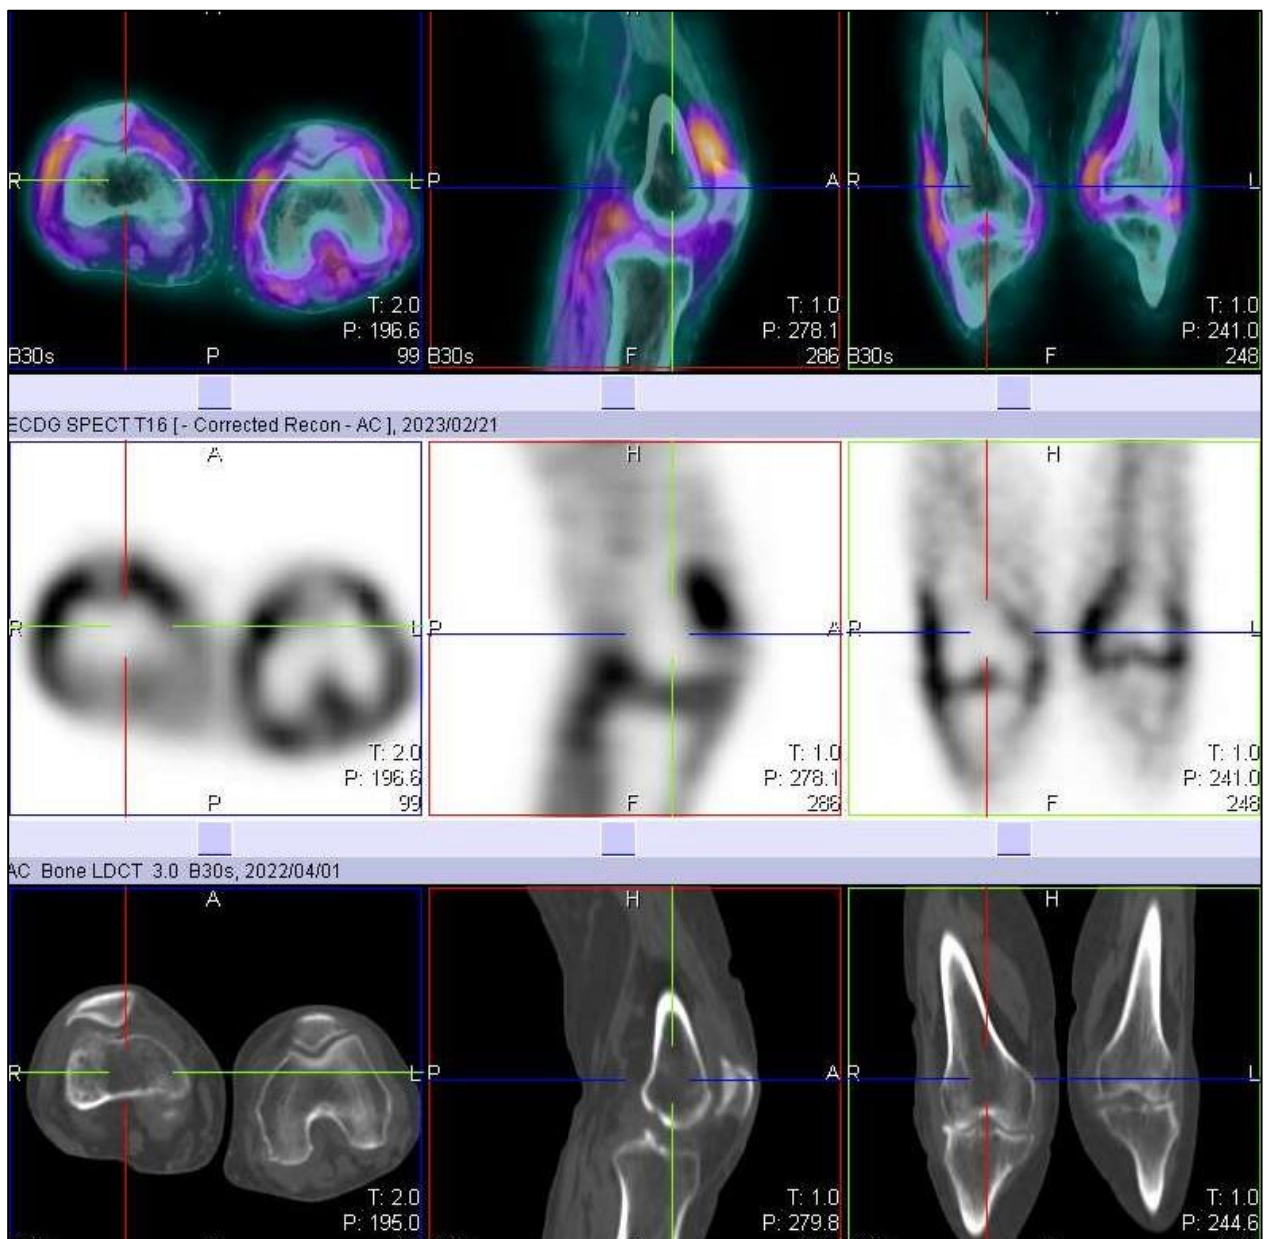 R L P A R L
T: 2.0 T: 1.0 T: 1.0
P: 196.6 P: 278.1 P: 241.0
B30s P 99 B30s F 286 B30s F 248
ECDG SPECT T16 [ - Corrected Recon - AC ], 2023/02/21
A H H
R L P A R L
T: 2.0 T: 1.0 T: 1.0
P: 196.6 P: 278.1 P: 241.0
P 99 F 286 F 248
AC Bone LDCT 3.0 B30s, 2022/04/01
A H H
R L P A R L
T: 2.0 T: 1.0 T: 1.0
P: 195.0 P: 279.8 P: 244.6